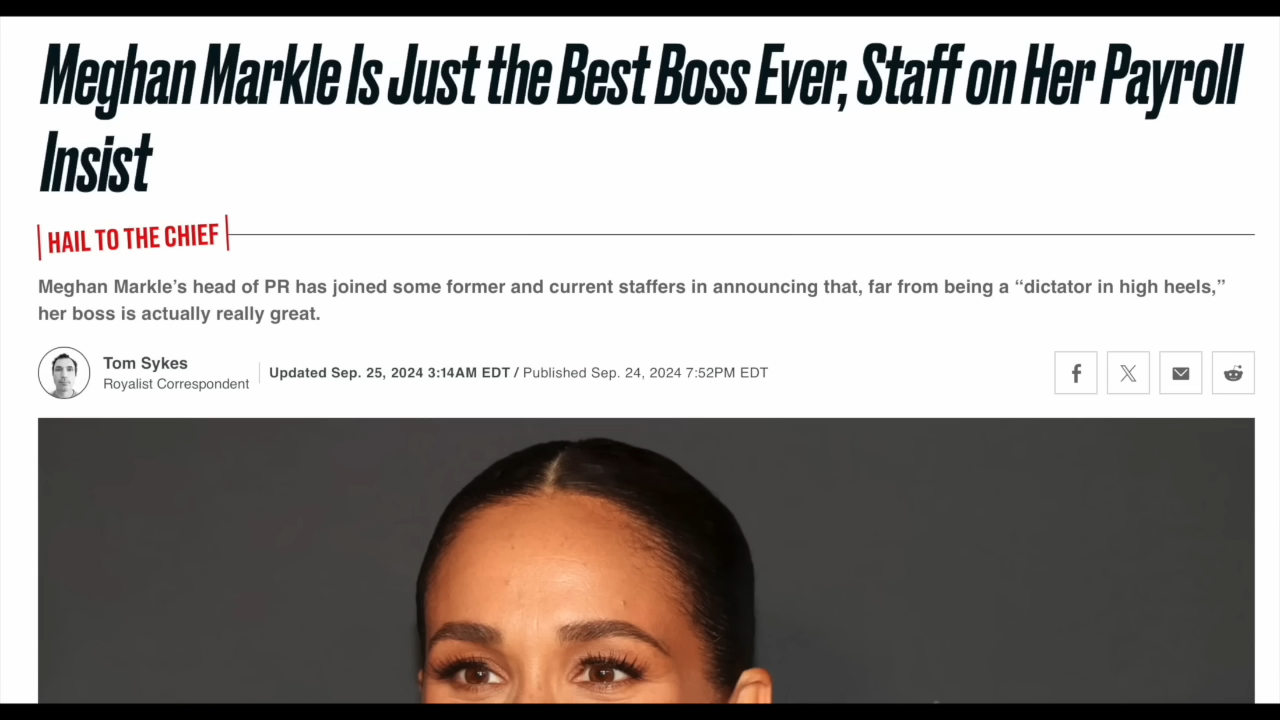 Meghan Markle Is Just the Best Boss Ever, Staff on Her Payroll
Insist
HAIL TO THE CHIEF
Meghan Markle’s head of PR has joined some former and current staffers in announcing that, far from being a “dictator in high heels,”
her boss is actually really great.
Tom Sykes
Royalist Correspondent
Updated Sep. 25, 2024 3:14AM EDT / Published Sep. 24, 2024 7:52PM EDT